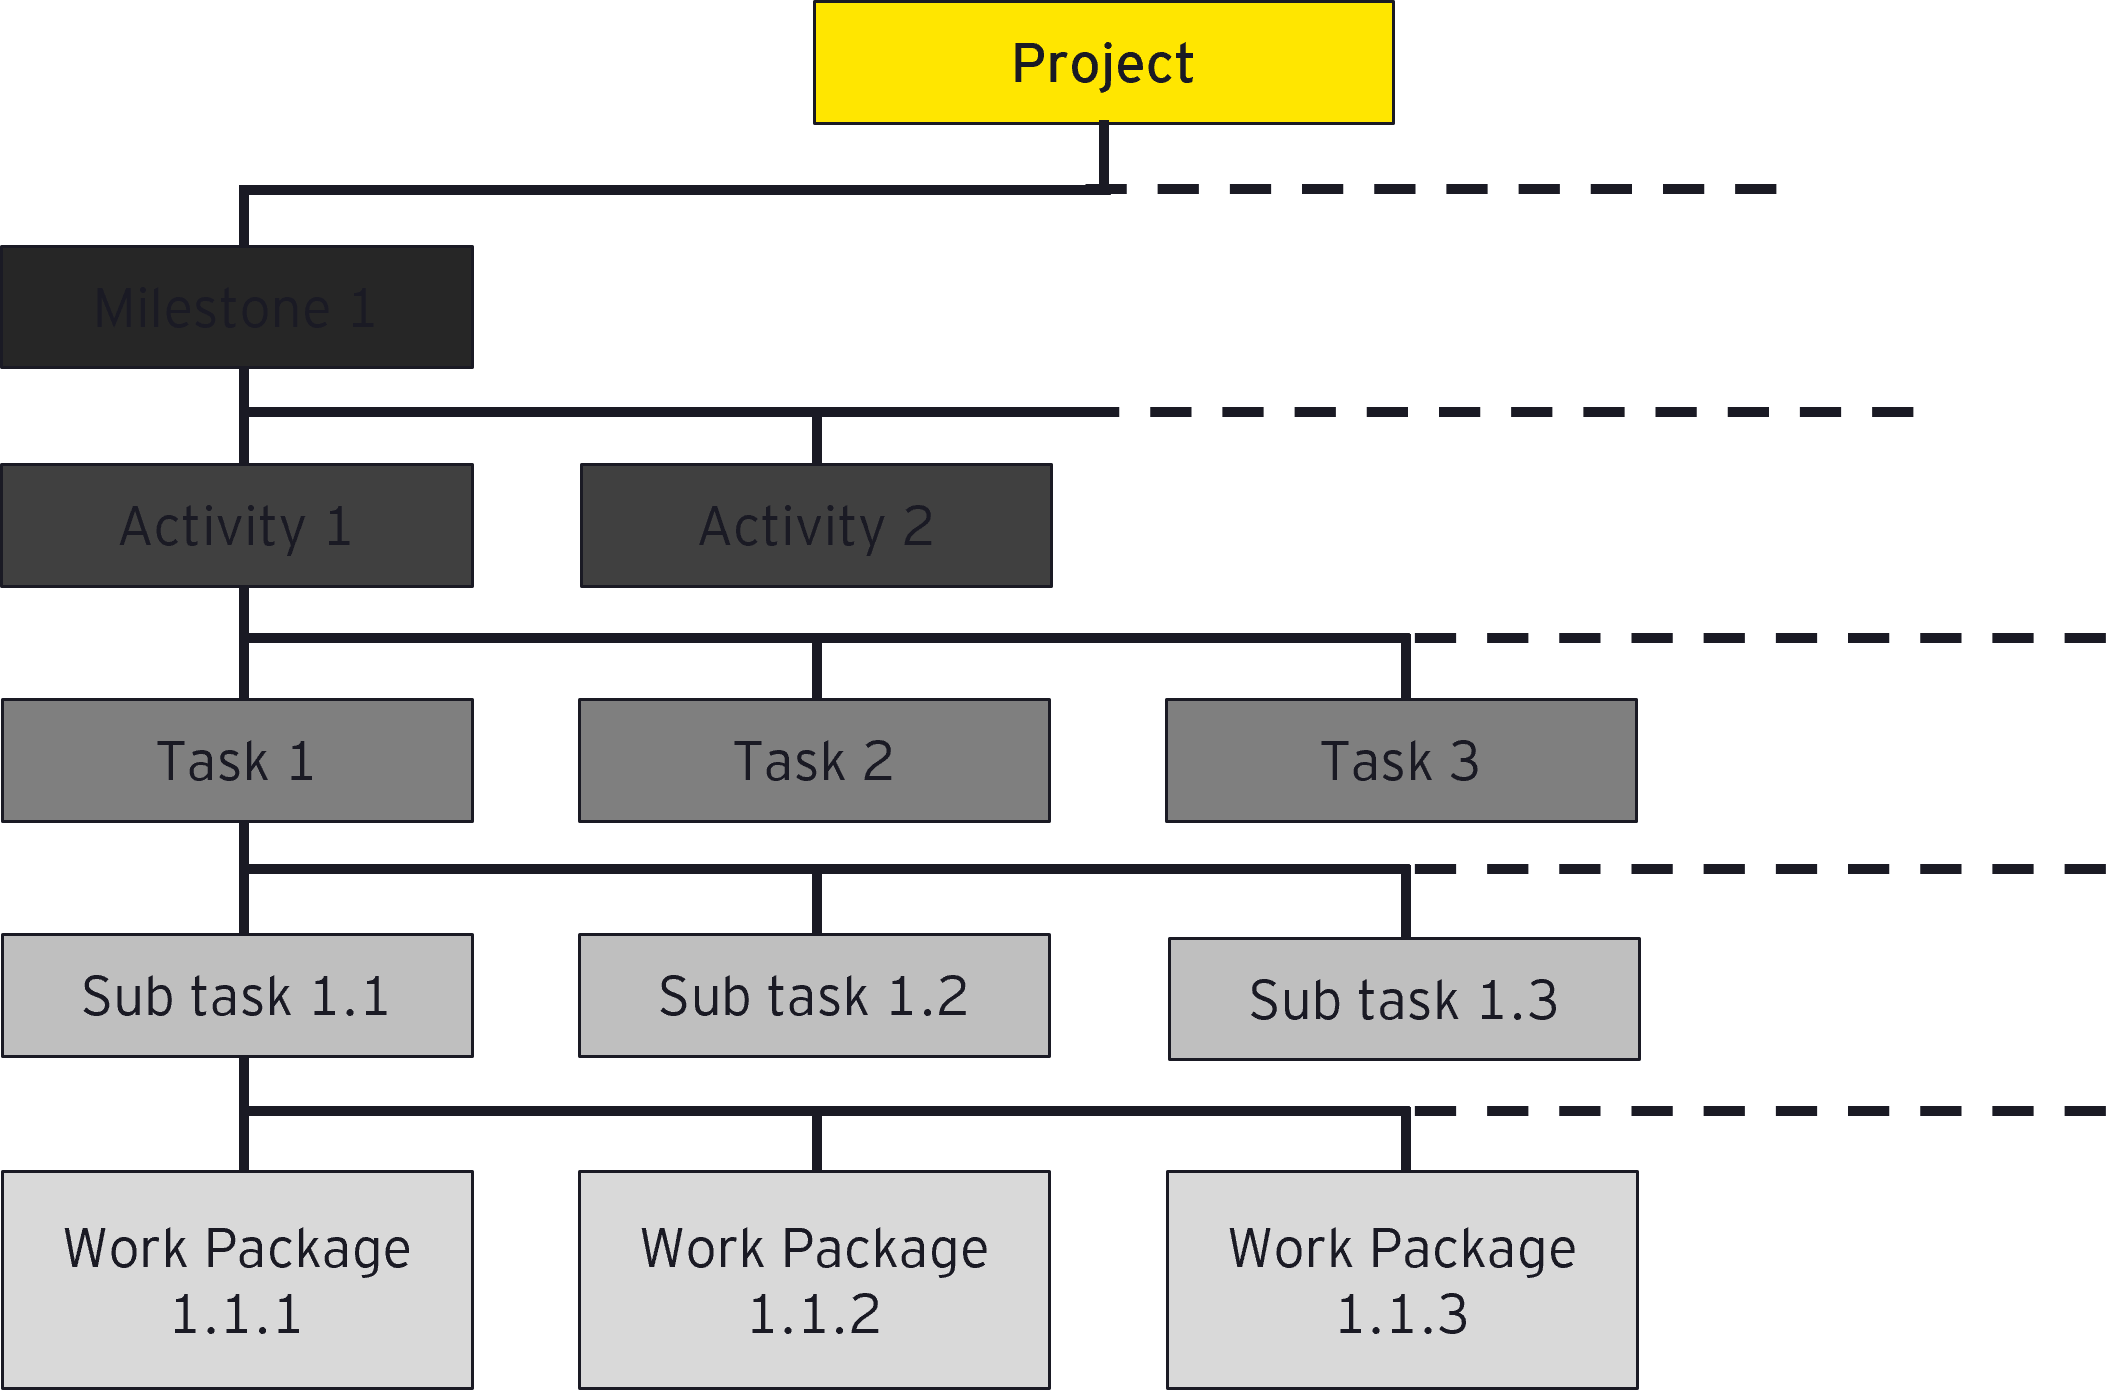 Project
Milestone 1
Activity 1
Activity 2
Task 1
Task 2
Task 3
Sub task 1.1
Sub task 1.2
Sub task 1.3
Work Package
1.1.1
Work Package
1.1.2
Work Package
1.1.3